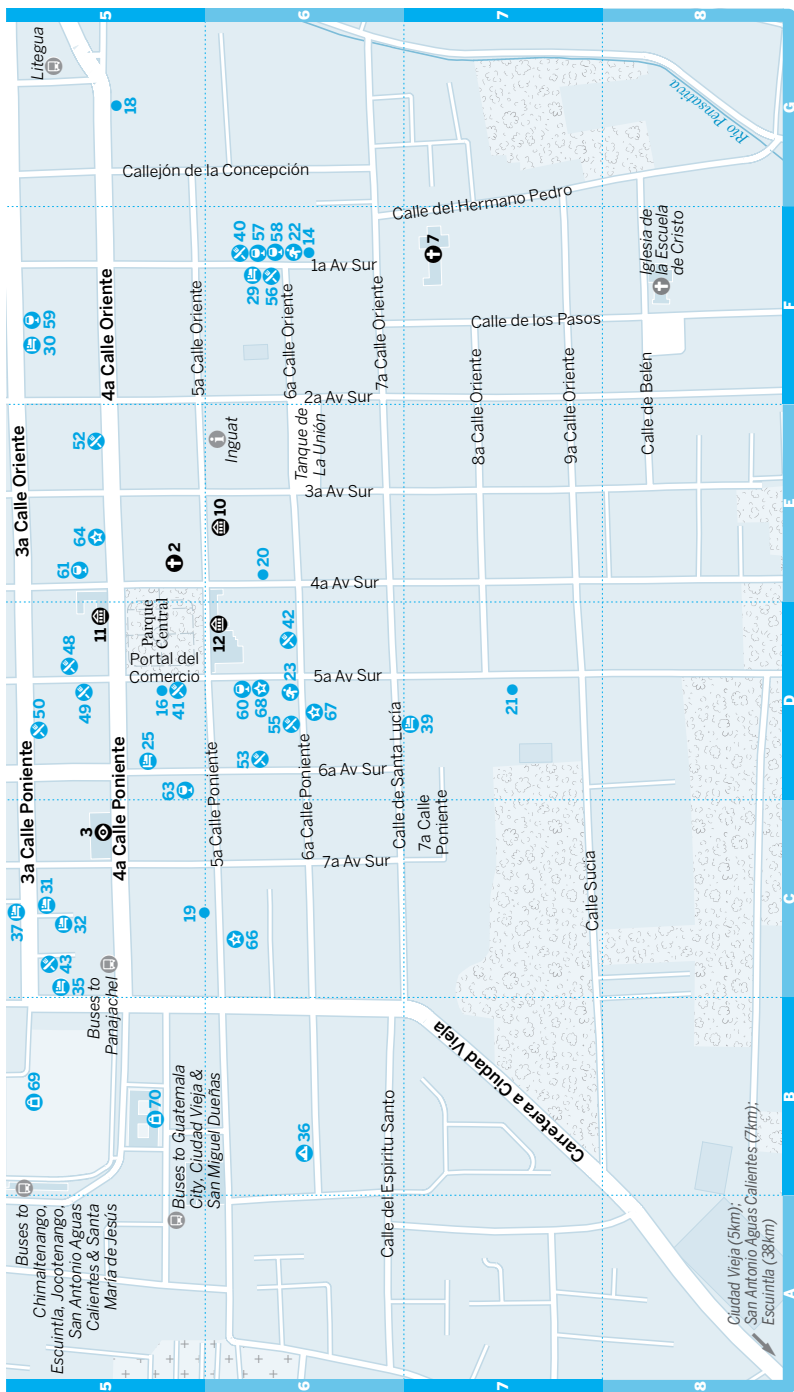 5
6
7
8
Litegua
18
Callejón de la Concepción
Río Pensativo
G
Calle del Hermano Pedro
40
57
58
22
14
29
56
1a Av Sur
7
Iglesia de
la Escuela
de Cristo
59
30
4a Calle Oriente
5a Calle Oriente
6a Calle Oriente
7a Calle Oriente
Calle de los Pasos
F
2a Av Sur
3a Calle Oriente
52
Inguat
Tanque de
La Unión
8a Calle Oriente
9a Calle Oriente
Calle de Belén
3a Av Sur
64
61
2
10
20
4a Av Sur
E
11
Parque
Central
12
42
48
Portal del
Comercio
5a Av Sur
49
50
16
41
60
68
23
55
67
39
21
25
53
6a Av Sur
63
D
3a Calle Poniente
4a Calle Poniente
5a Calle Poniente
6a Calle Poniente
Calle de Santa Lucía
7a Calle
Poniente
3
7a Av Sur
37
31
32
19
66
Calle Sucia
C
43
35
Buses to
Panajachel
69
70
Buses to Guatemala
City, Ciudad Vieja &
San Miguel Dueñas
36
Calle del Espíritu Santo
Carretera a Ciudad Vieja
B
Buses to
Chimaltenango,
Escuintla, Jocotenango,
San Antonio Aguas
Calientes & Santa
María de Jesús
Ciudad Vieja (5km);
San Antonio Aguas Calientes (7km);
Escuintla (38km)
A
5
6
7
8